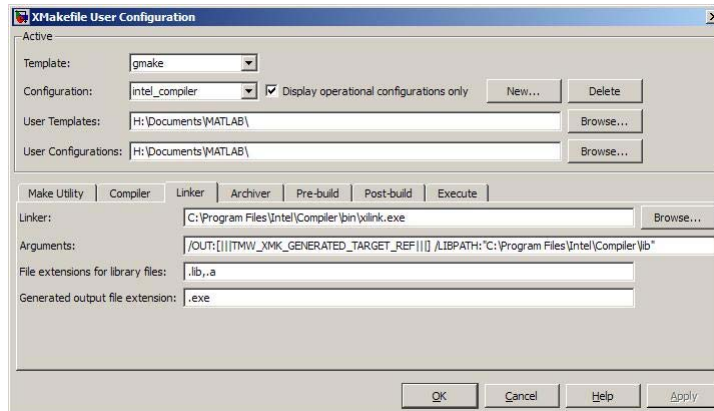 XMakefile User Configuration
Active
Template: gmake
Configuration: intel_compiler Display operational configurations only New... Delete
User Templates: H:\Documents\MATLAB\ Browse...
User Configurations: H:\Documents\MATLAB\ Browse...
Make Utility Compiler Linker Archiver Pre-build Post-build Execute
Linker: C:\Program Files\Intel\Compiler\bin\xilink.exe Browse...
Arguments: /OUT:[|||TMW_XMK_GENERATED_TARGET_REF|||] /LIBPATH:"C:\Program Files\Intel\Compiler\lib"
File extensions for library files: .lib,.a
Generated output file extension: .exe
OK Cancel Help Apply